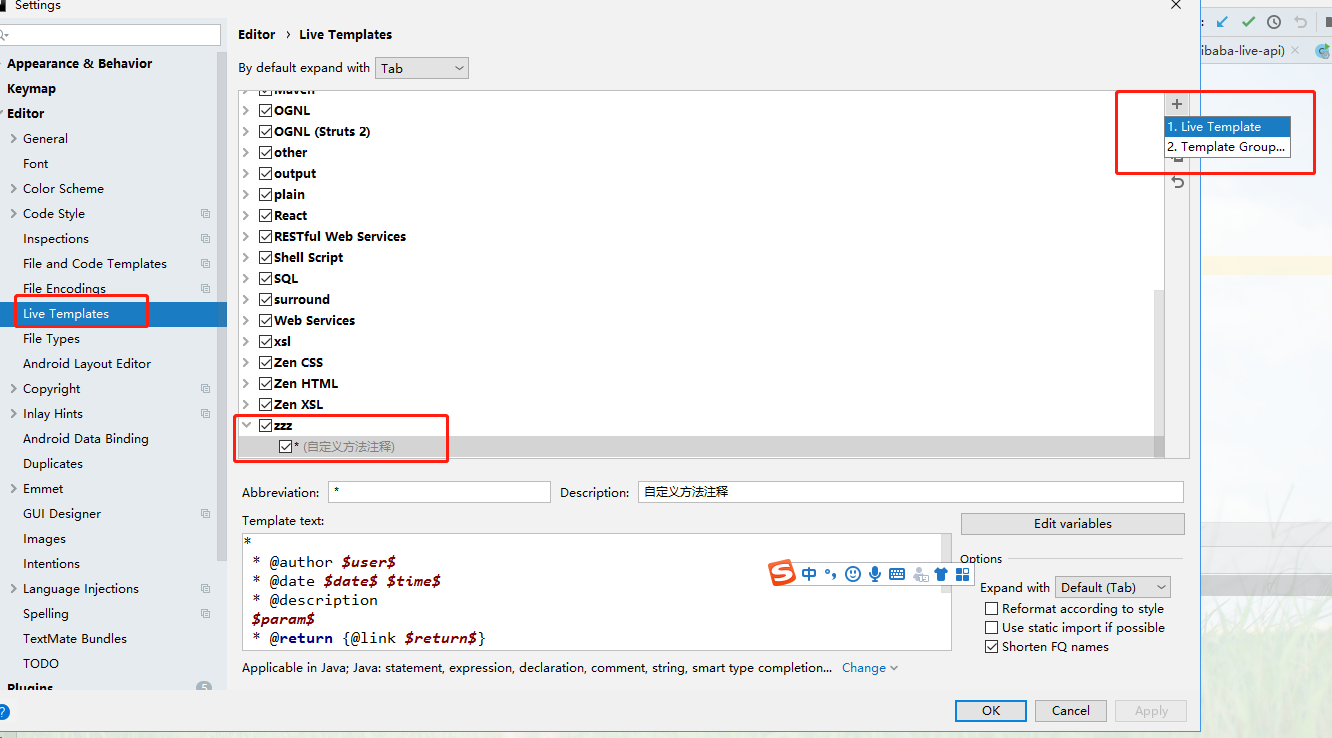 Settings
Editor › Live Templates
By default expand with Tab
Appearance & Behavior
Keymap
Editor
General
Font
Color Scheme
Code Style
Inspections
File and Code Templates
File Encodings
Live Templates
File Types
Android Layout Editor
Copyright
Inlay Hints
Android Data Binding
Duplicates
Emmet
GUI Designer
Images
Intentions
Language Injections
Spelling
TextMate Bundles
TODO
Plugins 5
Maven
OGNL
OGNL (Struts 2)
other
output
plain
React
RESTful Web Services
Shell Script
SQL
surround
Web Services
xsl
Zen CSS
Zen HTML
Zen XSL
zzz
* (自定义方法注释)
1. Live Template
2. Template Group...
ibaba-live-api)
Abbreviation: * Description: 自定义方法注释
Template text:
*
* @author $user$
* @date $date$ $time$
* @description
$param$
* @return {@link $return$}
Edit variables
Options
Expand with Default (Tab)
Reformat according to style
Use static import if possible
Shorten FQ names
中
Applicable in Java; Java: statement, expression, declaration, comment, string, smart type completion... Change
? OK Cancel Apply